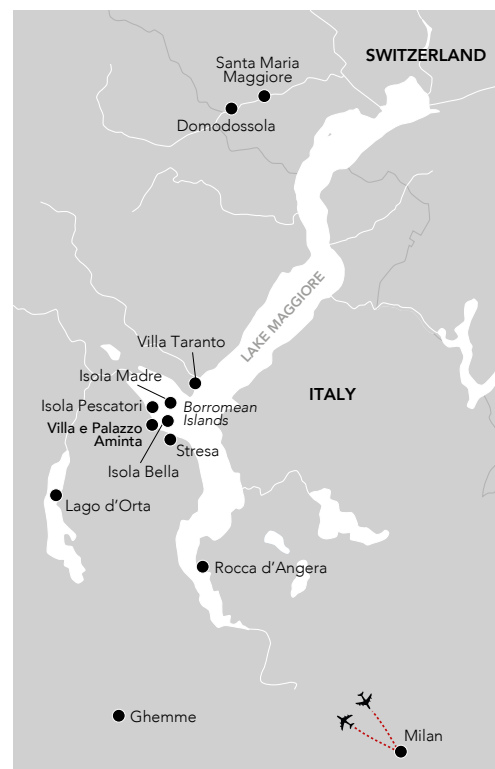 SWITZERLAND
Santa Maria
Maggiore
Domodossola
LAKE MAGGIORE
Villa Taranto
Isola Madre
ITALY
Isola Pescatori
Borromean
Islands
Villa e Palazzo
Aminta
Stresa
Isola Bella
Lago d’Orta
Rocca d’Angera
Ghemme
Milan